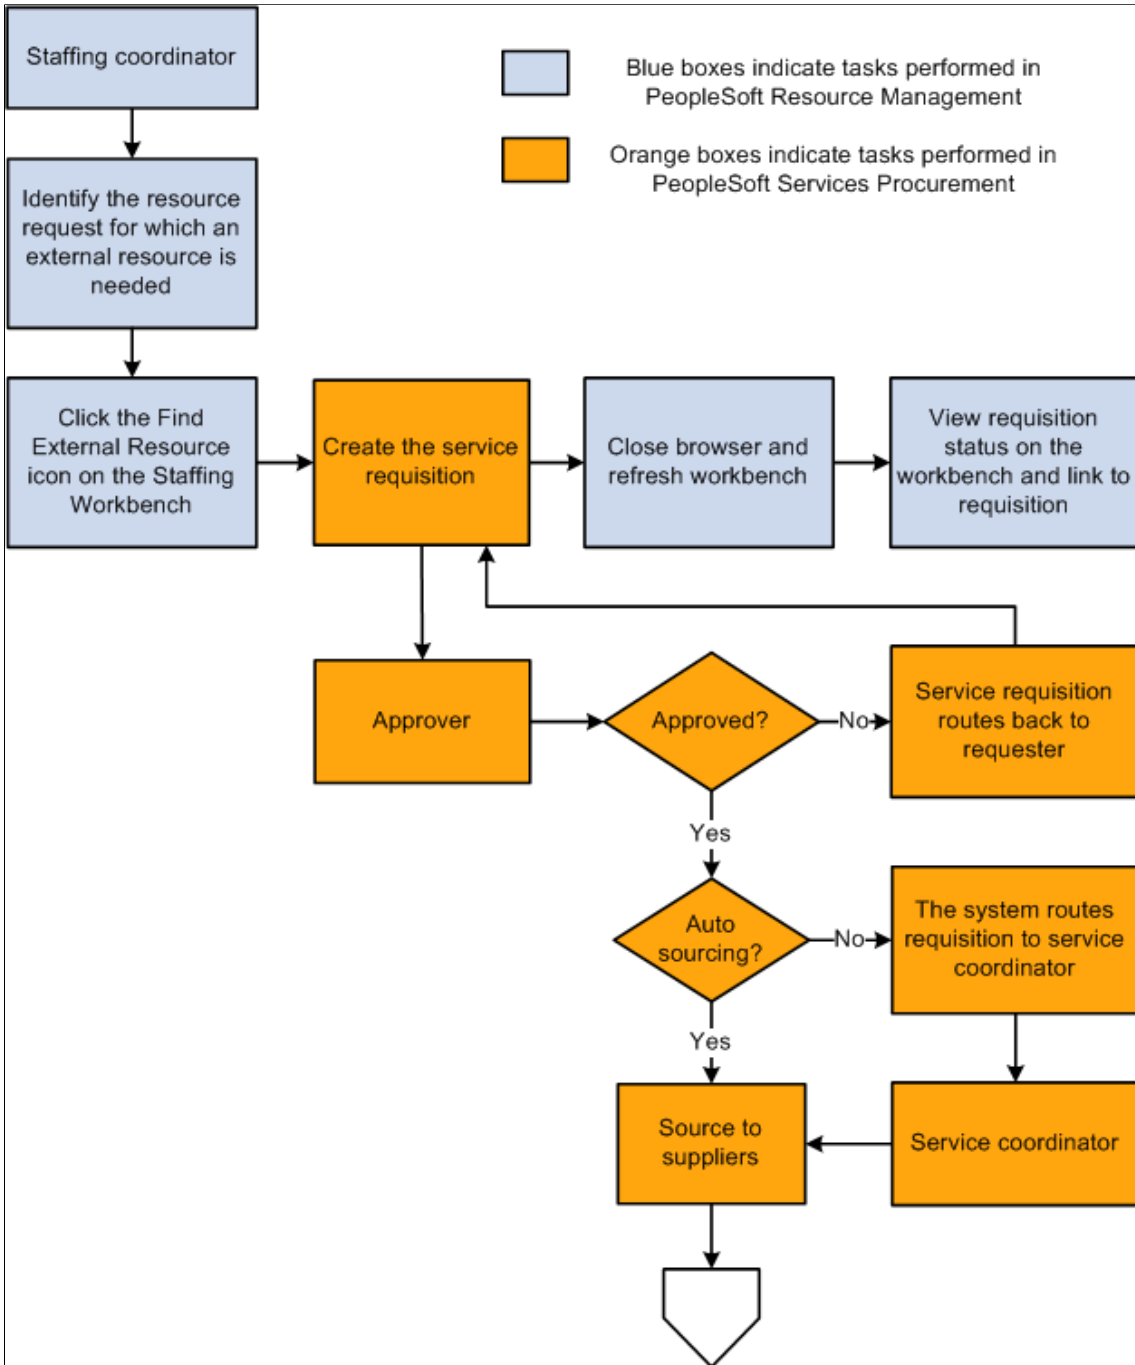 Staffing coordinator
Blue boxes indicate tasks performed in
PeopleSoft Resource Management
Orange boxes indicate tasks performed in
PeopleSoft Services Procurement
Identify the resource
request for which an
external resource is
needed
Click the Find
External Resource
icon on the Staffing
Workbench
Create the service
requisition
Close browser and
refresh workbench
View requisition
status on the
workbench and link to
requisition
Approver
Approved?
No
Service requisition
routes back to
requester
Yes
Auto
sourcing?
No
The system routes
requisition to service
coordinator
Yes
Source to
suppliers
Service coordinator